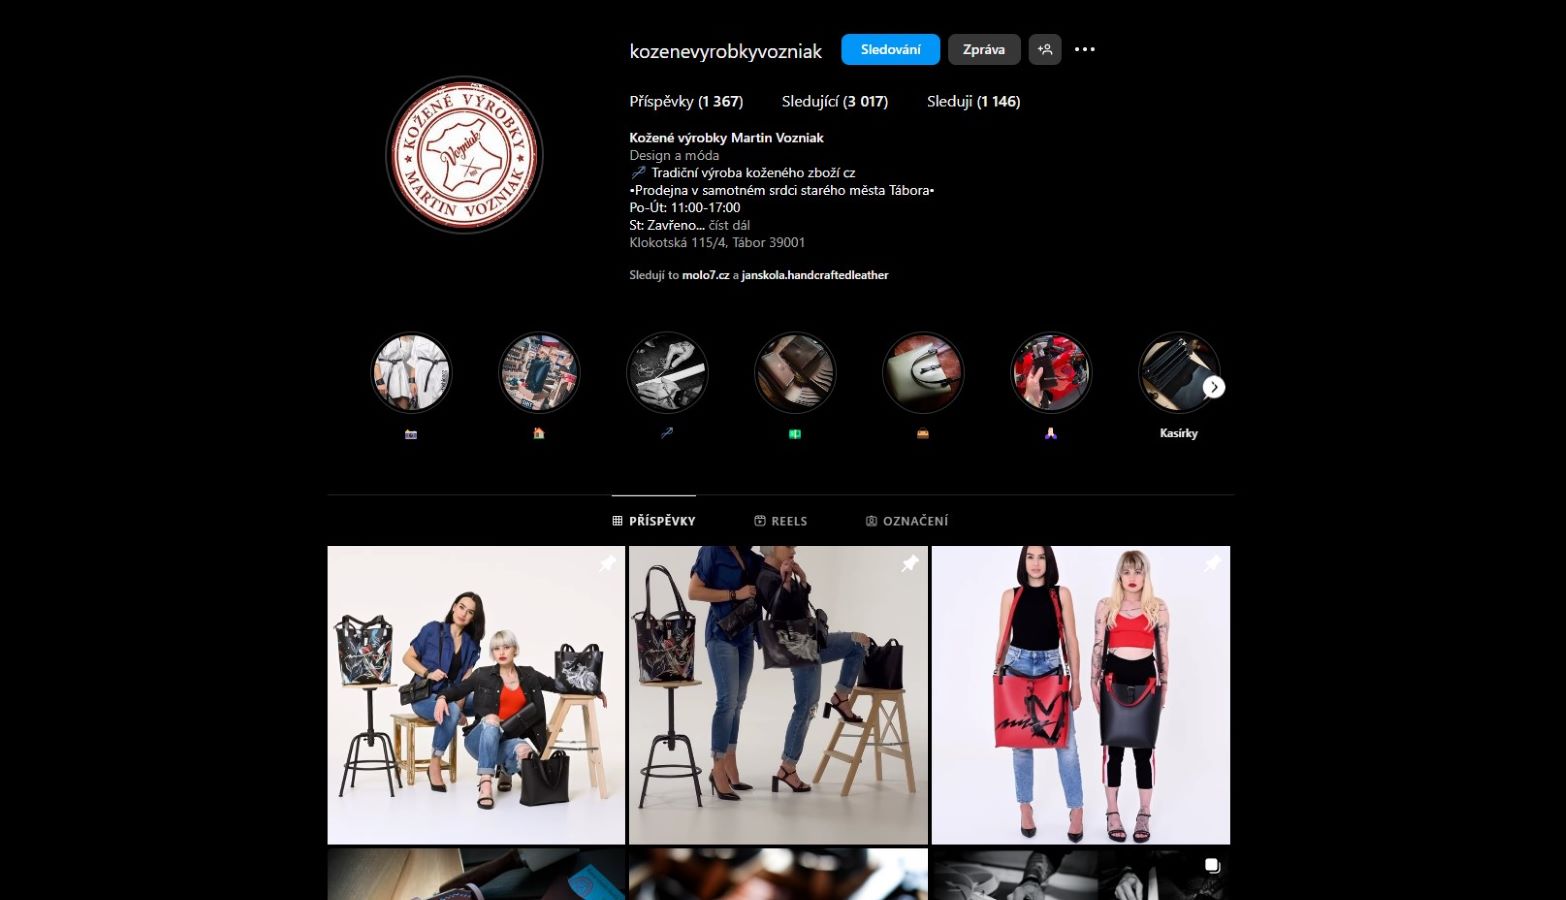 kozenevyrobkyvozniak
Sledování
Zpráva
Příspěvky (1 367)
Sledující (3 017)
Sleduji (1 146)
KOŽENÉ VÝROBKY
Vozniak
MARTIN VOZNIAK
Kožené výrobky Martin Vozniak
Design a móda
Tradiční výroba koženého zboží cz
•Prodejna v samotném srdci starého města Tábora•
Po-Út: 11:00-17:00
St: Zavřeno... číst dál
Klokotská 115/4, Tábor 39001
Sledují to molo7.cz a janskola.handcraftedleather
Kasírky
PŘÍSPĚVKY
REELS
OZNAČENÍ